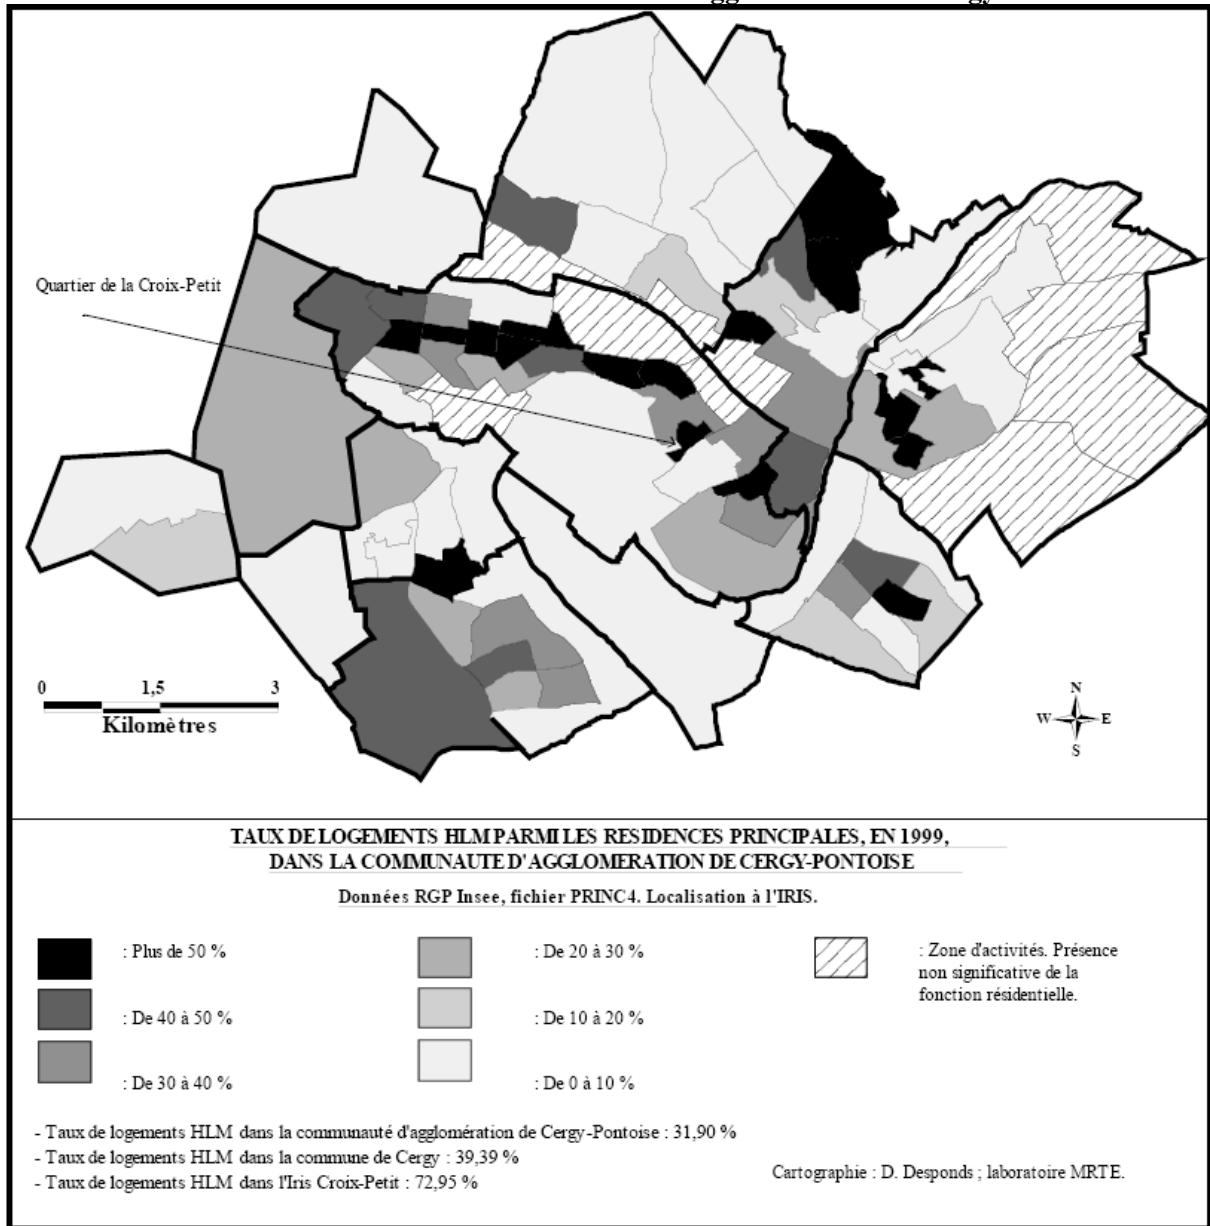 Quartier de la Croix-Petit
0 1,5 3
Kilomètres
N
W E
S
TAUX DE LOGEMENTS HLM PARMI LES RESIDENCES PRINCIPALES, EN 1999,
DANS LA COMMUNAUTE D'AGGLOMERATION DE CERGY-PONTOISE
Données RGP Insee, fichier PRINC4. Localisation à l'IRIS.
: Plus de 50 %
: De 40 à 50 %
: De 30 à 40 %
: De 20 à 30 %
: De 10 à 20 %
: De 0 à 10 %
: Zone d'activités. Présence
non significative de la
fonction résidentielle.
- Taux de logements HLM dans la communauté d'agglomération de Cergy-Pontoise : 31,90 %
- Taux de logements HLM dans la commune de Cergy : 39,39 %
- Taux de logements HLM dans l'Iris Croix-Petit : 72,95 %
Cartographie : D. Desponds ; laboratoire MRTE.